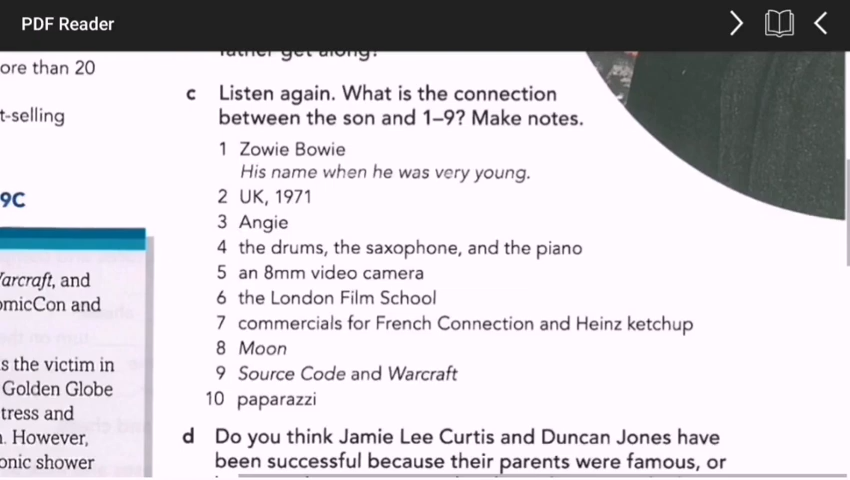 PDF Reader
ore than 20
t-selling
9C
arcraft, and
omicCon and
s the victim in
Golden Globe
tress and
. However,
onic shower
father get along?
c Listen again. What is the connection
between the son and 1–9? Make notes.
1 Zowie Bowie
His name when he was very young.
2 UK, 1971
3 Angie
4 the drums, the saxophone, and the piano
5 an 8mm video camera
6 the London Film School
7 commercials for French Connection and Heinz ketchup
8 Moon
9 Source Code and Warcraft
10 paparazzi
d Do you think Jamie Lee Curtis and Duncan Jones have
been successful because their parents were famous, or